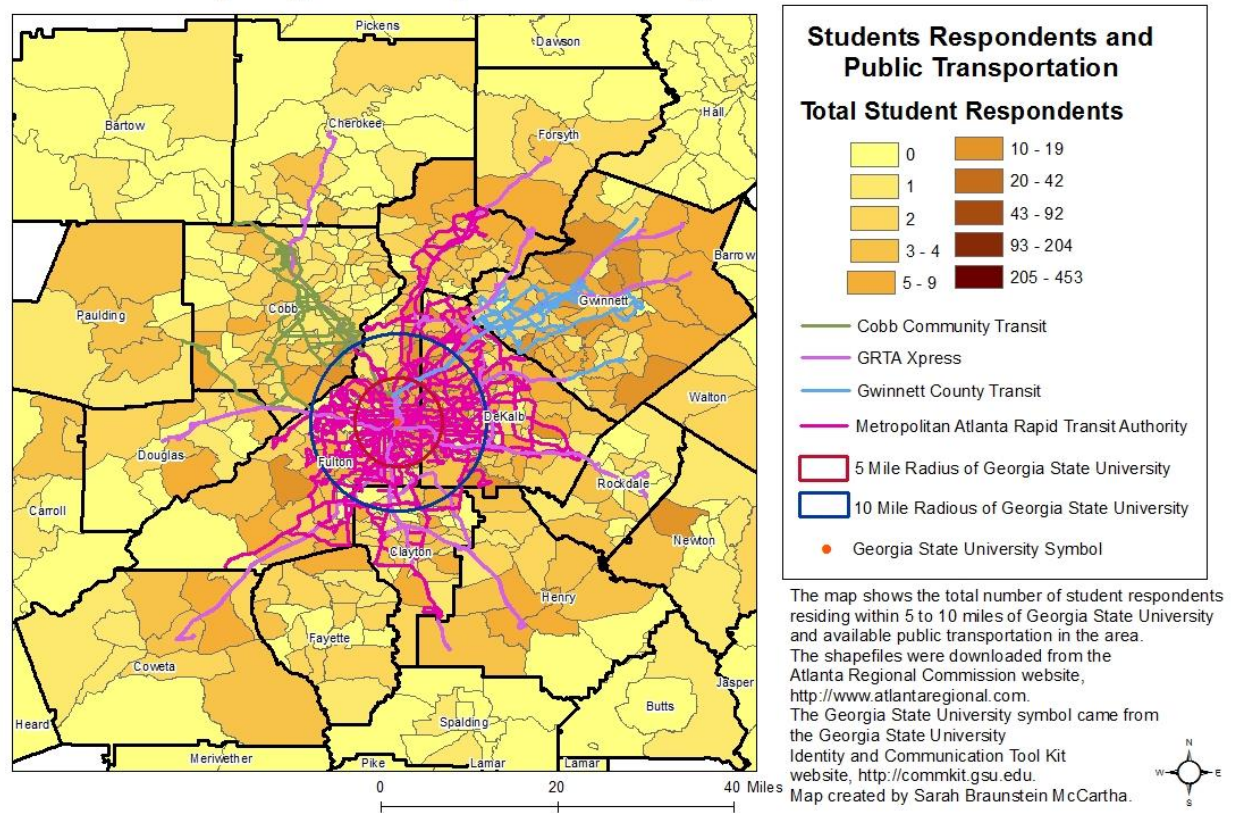 Pickens
Dawson
Hall
Bartow
Cherokee
Forsyth
Barrow
Gwinnett
Cobb
Paulding
Walton
DeKalb
Douglas
Fulton
Rockdale
Carroll
Newton
Clayton
Henry
Fayette
Coweta
Jasper
Butts
Heard
Spalding
Meriwether
Pike
Lamar
Lamar
0 20 40 Miles
Students Respondents and
Public Transportation
Total Student Respondents
0
1
2
3 - 4
5 - 9
10 - 19
20 - 42
43 - 92
93 - 204
205 - 453
Cobb Community Transit
GRTA Xpress
Gwinnett County Transit
Metropolitan Atlanta Rapid Transit Authority
5 Mile Radius of Georgia State University
10 Mile Radious of Georgia State University
Georgia State University Symbol
The map shows the total number of student respondents
residing within 5 to 10 miles of Georgia State University
and available public transportation in the area.
The shapefiles were downloaded from the
Atlanta Regional Commission website,
http://www.atlantaregional.com.
The Georgia State University symbol came from
the Georgia State University
Identity and Communication Tool Kit
website, http://commkit.gsu.edu.
Map created by Sarah Braunstein McCartha.
N
W E
S